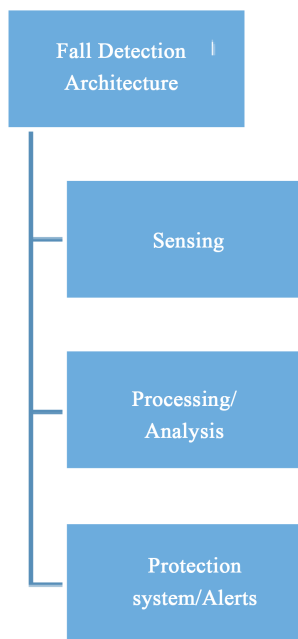 Fall Detection
Architecture
Sensing
Processing/
Analysis
Protection
system/Alerts